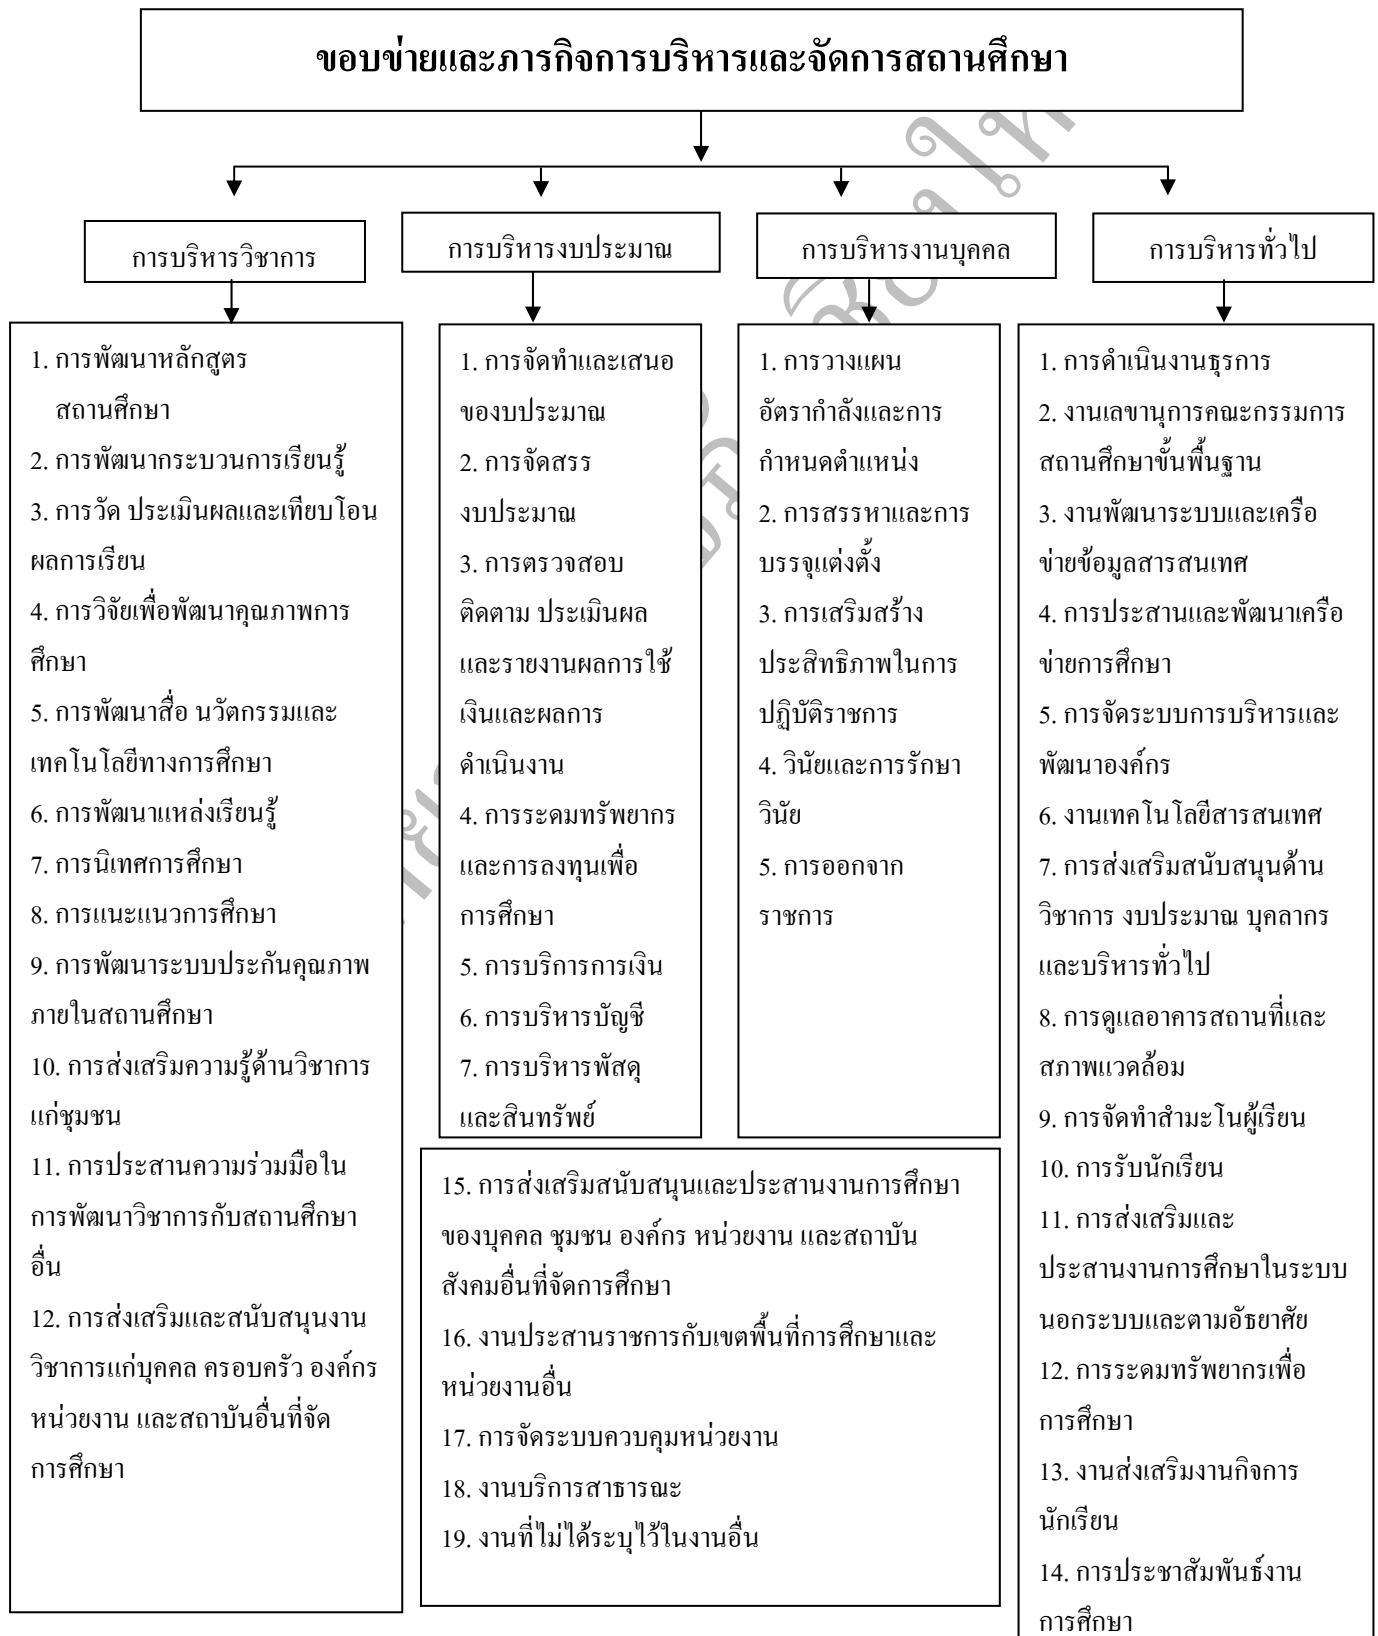 ขอบข่ายและภารกิจการบริหารและจัดการสถานศึกษา
การบริหารวิชาการ
การบริหารงบประมาณ
การบริหารงานบุคคล
การบริหารทั่วไป
1. การพัฒนาหลักสูตร
สถานศึกษา
2. การพัฒนากระบวนการเรียนรู้
3. การวัด ประเมินผลและเทียบโอน
ผลการเรียน
4. การวิจัยเพื่อพัฒนาคุณภาพการ
ศึกษา
5. การพัฒนาสื่อ นวัตกรรมและ
เทคโนโลยีทางการศึกษา
6. การพัฒนาแหล่งเรียนรู้
7. การนิเทศการศึกษา
8. การแนะแนวการศึกษา
9. การพัฒนาระบบประกันคุณภาพ
ภายในสถานศึกษา
10. การส่งเสริมความรู้ด้านวิชาการ
แก่ชุมชน
11. การประสานความร่วมมือใน
การพัฒนาวิชาการกับสถานศึกษา
อื่น
12. การส่งเสริมและสนับสนุนงาน
วิชาการแก่บุคคล ครอบครัว องค์กร
หน่วยงาน และสถาบันอื่นที่จัด
การศึกษา
1. การจัดทำและเสนอ
ของบประมาณ
2. การจัดสรร
งบประมาณ
3. การตรวจสอบ
ติดตาม ประเมินผล
และรายงานผลการใช้
เงินและผลการ
ดำเนินงาน
4. การระดมทรัพยากร
และการลงทุนเพื่อ
การศึกษา
5. การบริการการเงิน
6. การบริหารบัญชี
7. การบริหารพัสดุ
และสินทรัพย์
1. การวางแผน
อัตรากำลังและการ
กำหนดตำแหน่ง
2. การสรรหาและการ
บรรจุแต่งตั้ง
3. การเสริมสร้าง
ประสิทธิภาพในการ
ปฏิบัติราชการ
4. วินัยและการรักษา
วินัย
5. การออกจาก
ราชการ
1. การดำเนินงานธุรการ
2. งานเลขานุการคณะกรรมการ
สถานศึกษาขั้นพื้นฐาน
3. งานพัฒนาระบบและเครือ
ข่ายข้อมูลสารสนเทศ
4. การประสานและพัฒนาเครือ
ข่ายการศึกษา
5. การจัดระบบการบริหารและ
พัฒนาองค์กร
6. งานเทคโนโลยีสารสนเทศ
7. การส่งเสริมสนับสนุนด้าน
วิชาการ งบประมาณ บุคลากร
และบริหารทั่วไป
8. การดูแลอาคารสถานที่และ
สภาพแวดล้อม
9. การจัดทำสำมะโนผู้เรียน
10. การรับนักเรียน
11. การส่งเสริมและ
ประสานงานการศึกษาในระบบ
นอกระบบและตามอัธยาศัย
12. การระดมทรัพยากรเพื่อ
การศึกษา
13. งานส่งเสริมงานกิจการ
นักเรียน
14. การประชาสัมพันธ์งาน
การศึกษา
15. การส่งเสริมสนับสนุนและประสานงานการศึกษา
ของบุคคล ชุมชน องค์กร หน่วยงาน และสถาบัน
สังคมอื่นที่จัดการศึกษา
16. งานประสานราชการกับเขตพื้นที่การศึกษาและ
หน่วยงานอื่น
17. การจัดระบบควบคุมหน่วยงาน
18. งานบริการสาธารณะ
19. งานที่ไม่ได้ระบุไว้ในงานอื่น